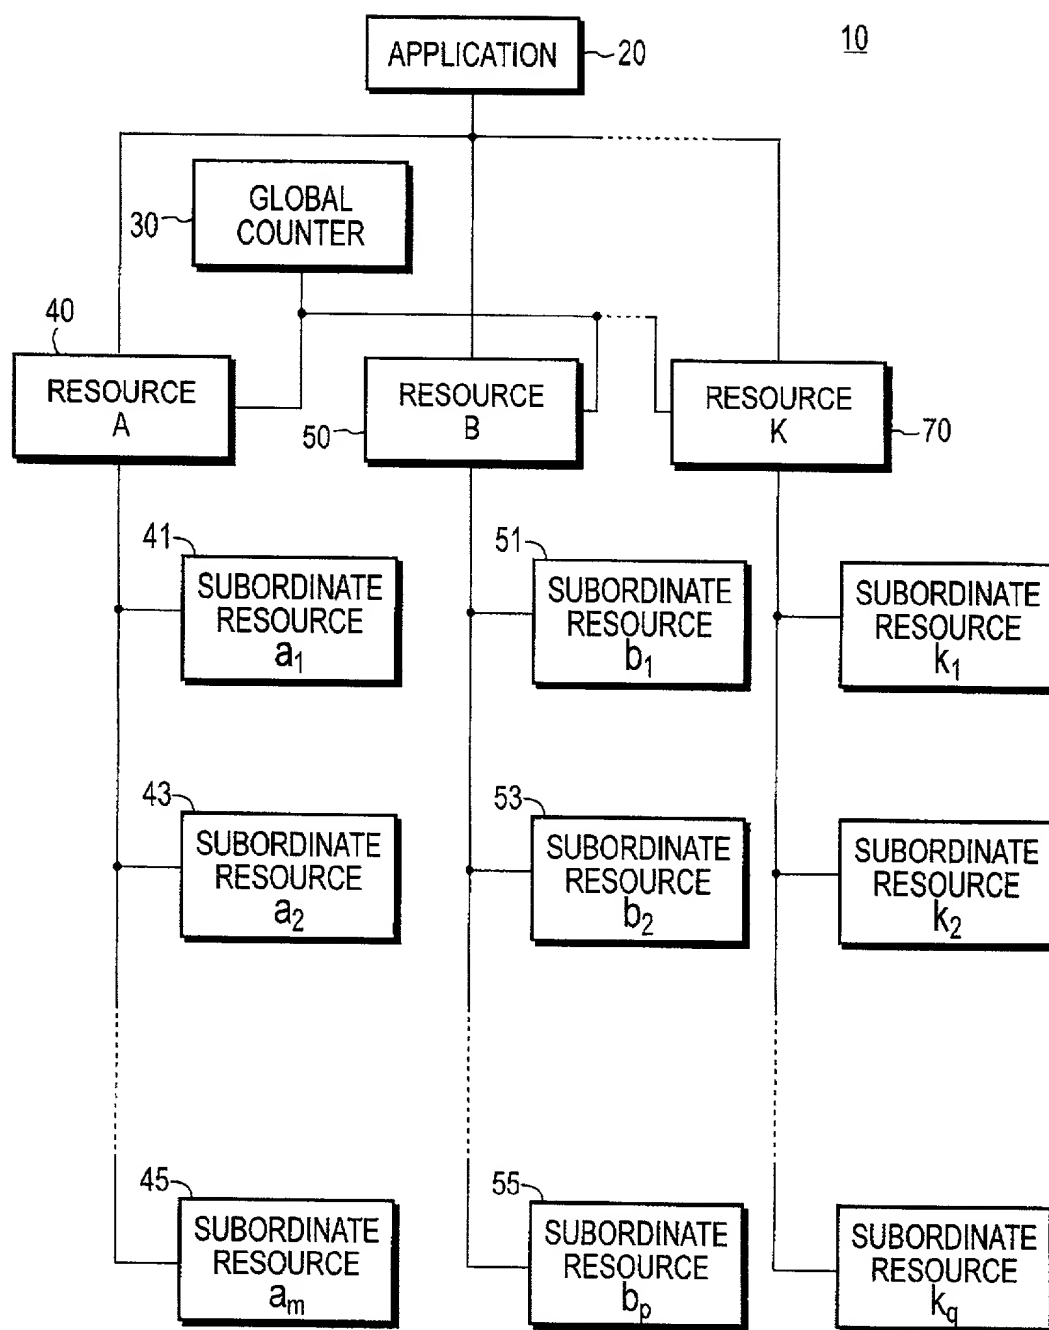 10
APPLICATION
20
GLOBAL
COUNTER
30
40
RESOURCE
A
RESOURCE
B
50
RESOURCE
K
70
41
SUBORDINATE
RESOURCE
a1
51
SUBORDINATE
RESOURCE
b1
SUBORDINATE
RESOURCE
k1
43
SUBORDINATE
RESOURCE
a2
53
SUBORDINATE
RESOURCE
b2
SUBORDINATE
RESOURCE
k2
45
SUBORDINATE
RESOURCE
am
55
SUBORDINATE
RESOURCE
bp
SUBORDINATE
RESOURCE
kq